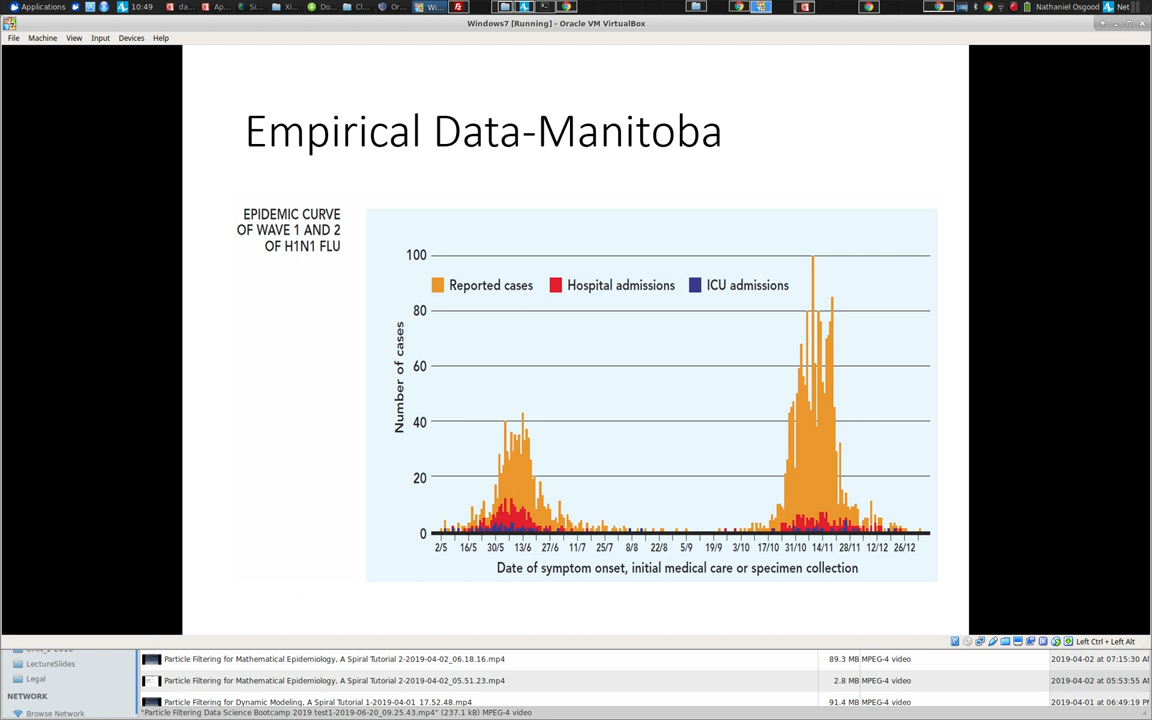 Applications
10:49
da...
Ap...
Si...
Xi...
Do...
Cl...
Or...
Wi...
Nathaniel Osgood
Net
Windows7 [Running] - Oracle VM VirtualBox
File Machine View Input Devices Help
Empirical Data-Manitoba
EPIDEMIC CURVE
OF WAVE 1 AND 2
OF H1N1 FLU
100
Reported cases Hospital admissions ICU admissions
80
60
40
20
0
Number of cases
2/5 16/5 30/5 13/6 27/6 11/7 25/7 8/8 22/8 5/9 19/9 3/10 17/10 31/10 14/11 28/11 12/12 26/12
Date of symptom onset, initial medical care or specimen collection
Left Ctrl + Left Alt
LectureSlides
Legal
NETWORK
Browse Network
Particle Filtering for Mathematical Epidemiology, A Spiral Tutorial 2-2019-04-02_06.18.16.mp4 89.3 MB MPEG-4 video 2019-04-02 at 07:15:30 AM
Particle Filtering for Mathematical Epidemiology, A Spiral Tutorial 2-2019-04-02_05.51.23.mp4 2.8 MB MPEG-4 video 2019-04-02 at 05:53:55 AM
Particle Filtering for Dynamic Modeling, A Spiral Tutorial 1-2019-04-01_17.52.48.mp4 91.4 MB MPEG-4 video 2019-04-01 at 06:49:19 PM
"Particle Filtering Data Science Bootcamp 2019 test1-2019-06-20_09.25.43.mp4" (237.1 kB) MPEG-4 video